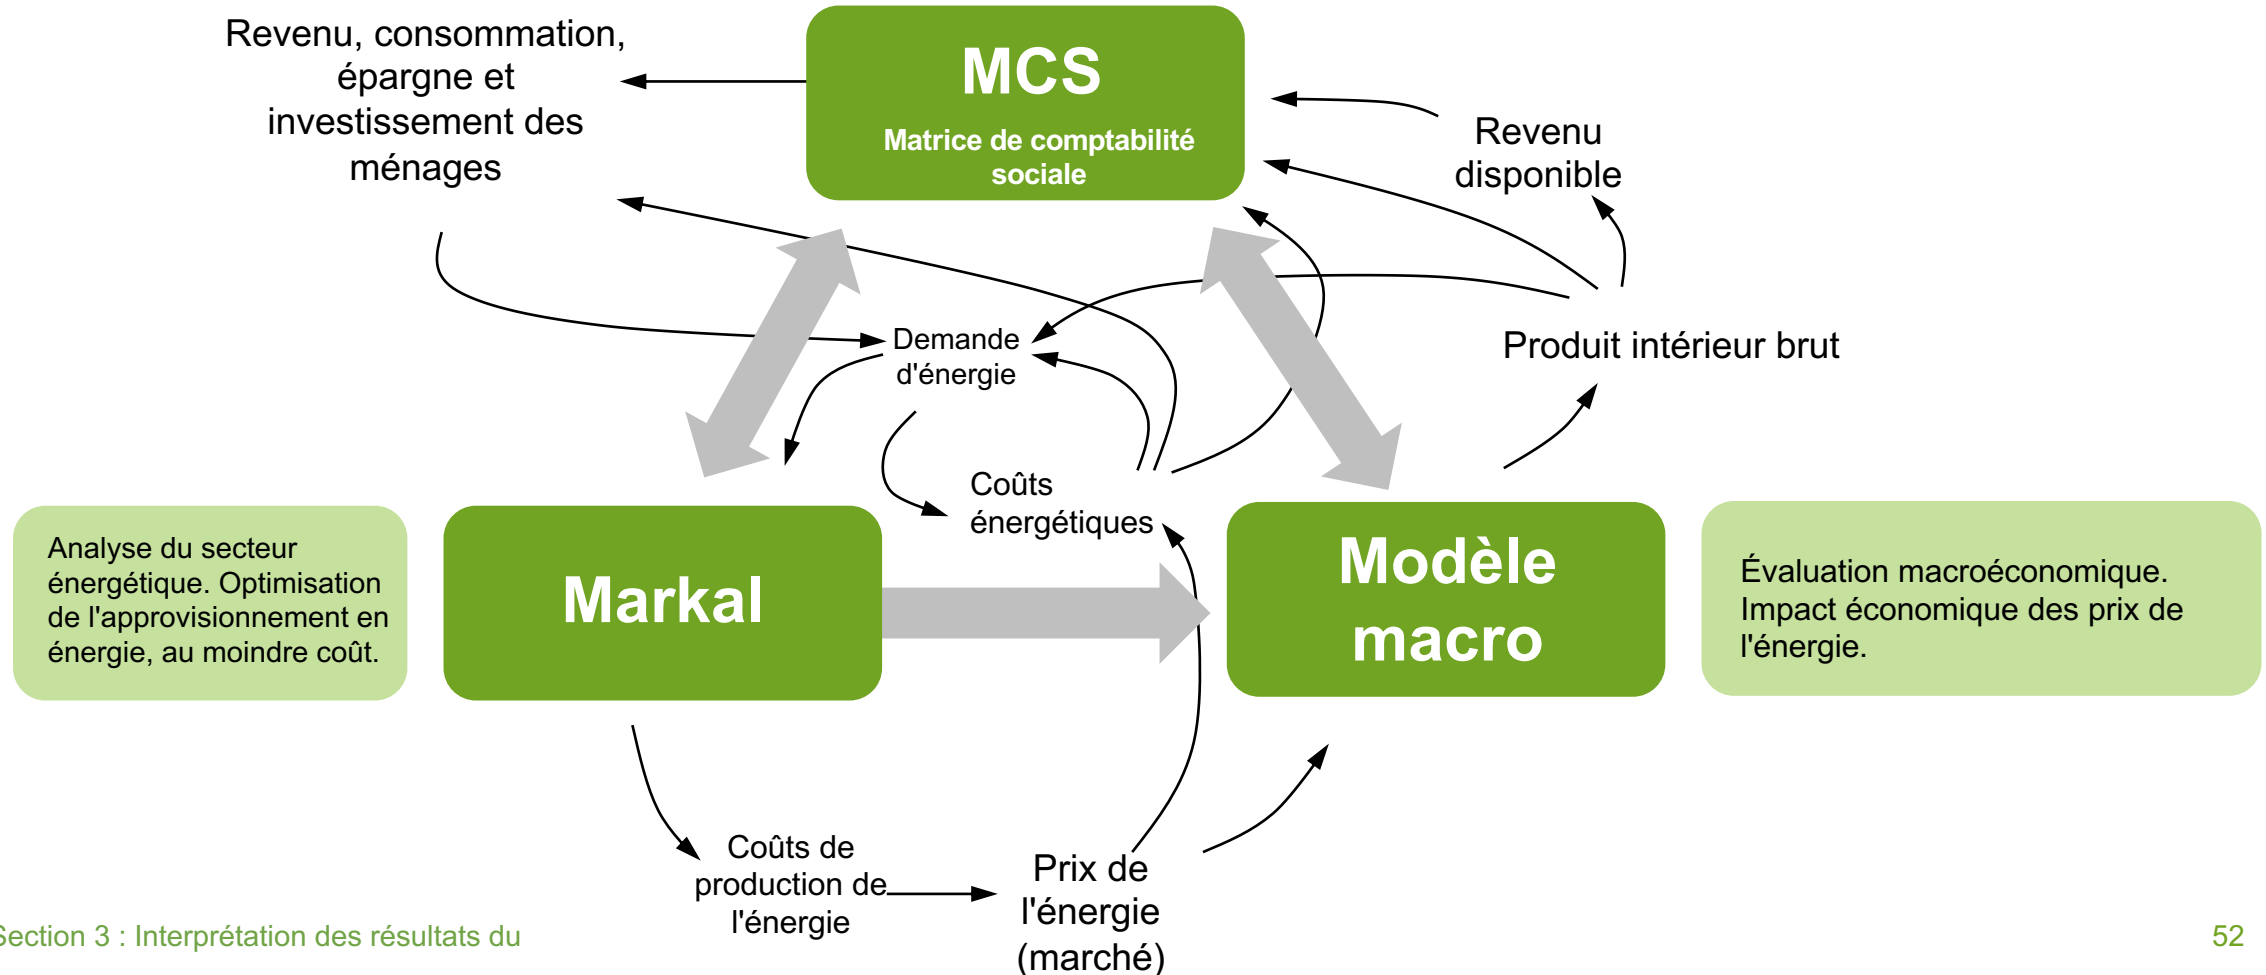 Revenu, consommation,
épargne et
investissement des
ménages
MCS
Matrice de comptabilité
sociale
Revenu
disponible
Demande
d'énergie
Produit intérieur brut
Coûts
énergétiques
Analyse du secteur
énergétique. Optimisation
de l'approvisionnement en
énergie, au moindre coût.
Markal
Modèle
macro
Évaluation macroéconomique.
Impact économique des prix de
l'énergie.
Coûts de
production de
l'énergie
Prix de
l'énergie
(marché)
Section 3 : Interprétation des résultats du
52